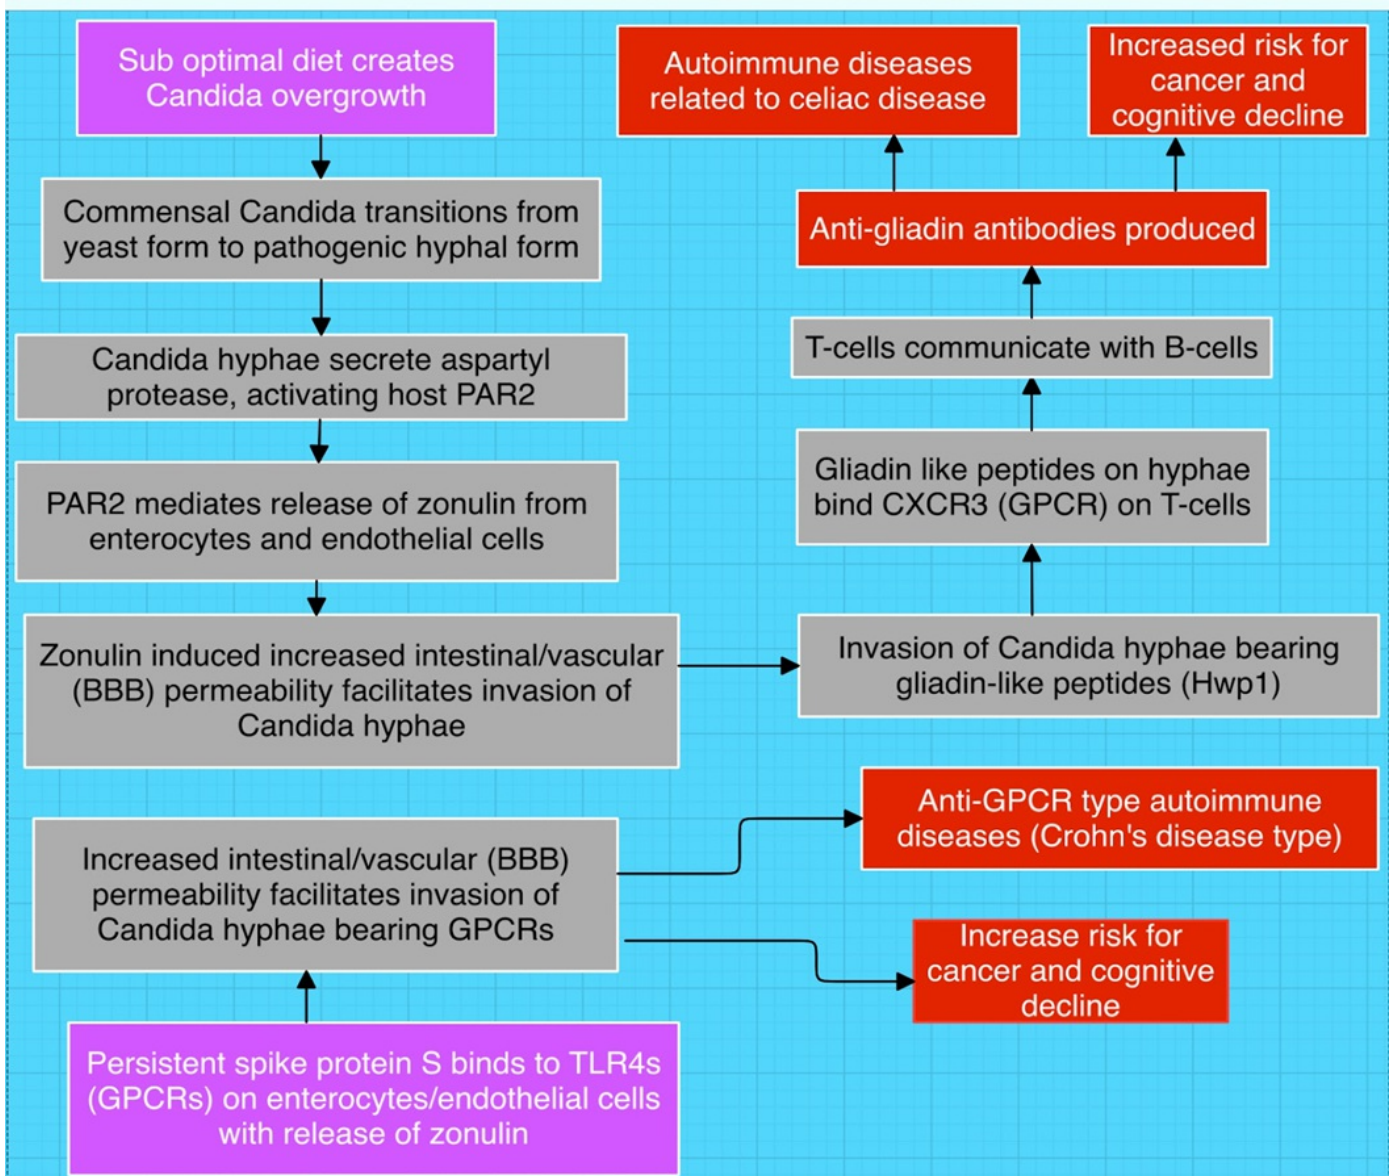 Sub optimal diet creates
Candida overgrowth
Commensal Candida transitions from
yeast form to pathogenic hyphal form
Candida hyphae secrete aspartyl
protease, activating host PAR2
PAR2 mediates release of zonulin from
enterocytes and endothelial cells
Zonulin induced increased intestinal/vascular
(BBB) permeability facilitates invasion of
Candida hyphae
Invasion of Candida hyphae bearing
gliadin-like peptides (Hwp1)
Gliadin like peptides on hyphae
bind CXCR3 (GPCR) on T-cells
T-cells communicate with B-cells
Anti-gliadin antibodies produced
Autoimmune diseases
related to celiac disease
Increased risk for
cancer and
cognitive decline
Persistent spike protein S binds to TLR4s
(GPCRs) on enterocytes/endothelial cells
with release of zonulin
Increased intestinal/vascular (BBB)
permeability facilitates invasion of
Candida hyphae bearing GPCRs
Anti-GPCR type autoimmune
diseases (Crohn's disease type)
Increase risk for
cancer and cognitive
decline